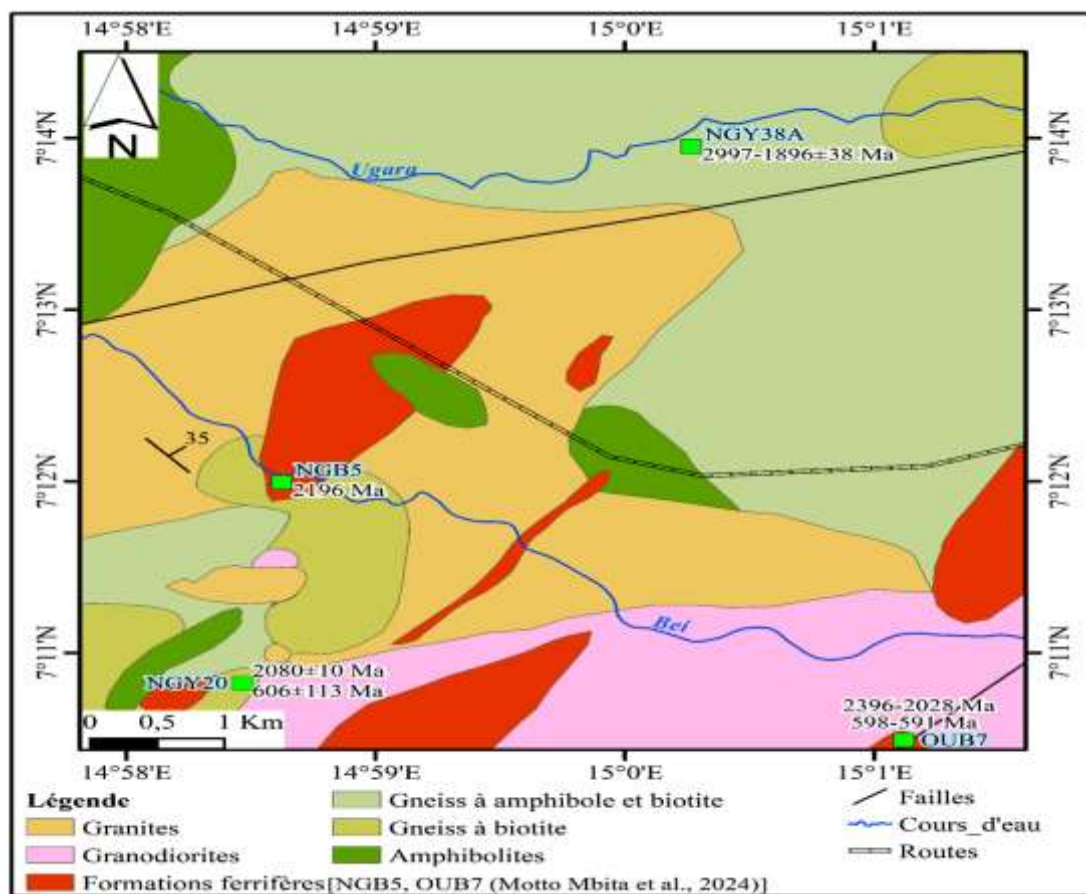 14°58'E 14°59'E 15°0'E 15°1'E
7°14'N 7°14'N
NGY38A
2997-1896±38 Ma
Ugara
N
7°13'N 7°13'N
35
NGB5
2196 Ma
7°12'N 7°12'N
Bei
7°11'N 7°11'N
2080±10 Ma
NGY20
606±113 Ma
2396-2028 Ma
598-591 Ma
OUB7
0 0,5 1 Km
14°58'E 14°59'E 15°0'E 15°1'E
Légende
Granites
Granodiorites
Formations ferrifères[NGB5, OUB7 (Motto Mbita et al., 2024)]
Gneiss à amphibole et biotite
Gneiss à biotite
Amphibolites
Failles
Cours_d'eau
Routes